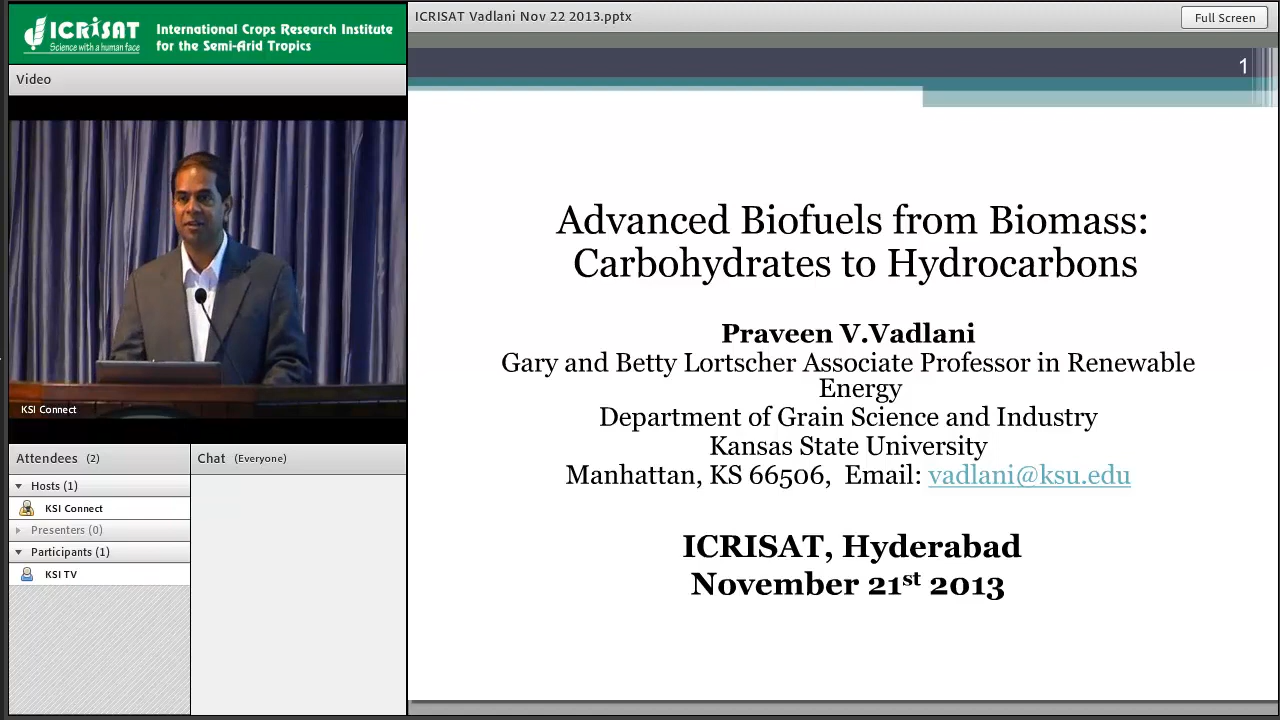 ICRISAT
Science with a human face
International Crops Research Institute
for the Semi-Arid Tropics
Video
KSI Connect
Attendees (2)
Hosts (1)
KSI Connect
Presenters (0)
Participants (1)
KSI TV
Chat (Everyone)
ICRISAT Vadlani Nov 22 2013.pptx
Full Screen
1
Advanced Biofuels from Biomass:
Carbohydrates to Hydrocarbons
Praveen V.Vadlani
Gary and Betty Lortscher Associate Professor in Renewable
Energy
Department of Grain Science and Industry
Kansas State University
Manhattan, KS 66506, Email: vadlani@ksu.edu
ICRISAT, Hyderabad
November 21st 2013